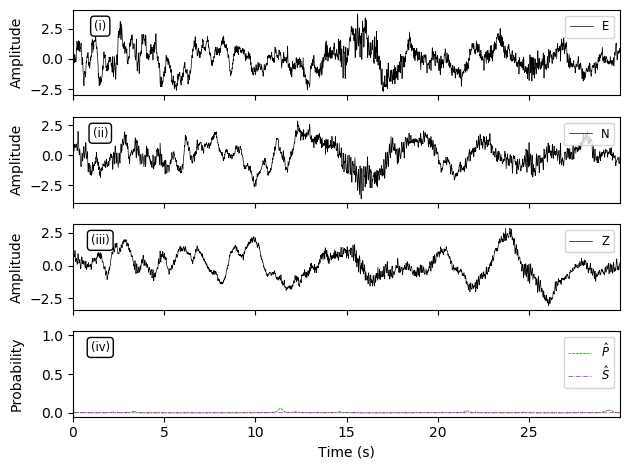 (i)
E
Amplitude
2.5
0.0
−2.5
(ii)
N
Amplitude
2.5
0.0
−2.5
(iii)
Z
Amplitude
2.5
0.0
−2.5
(iv)
P̂
Ŝ
Probability
1.0
0.5
0.0
0 5 10 15 20 25
Time (s)